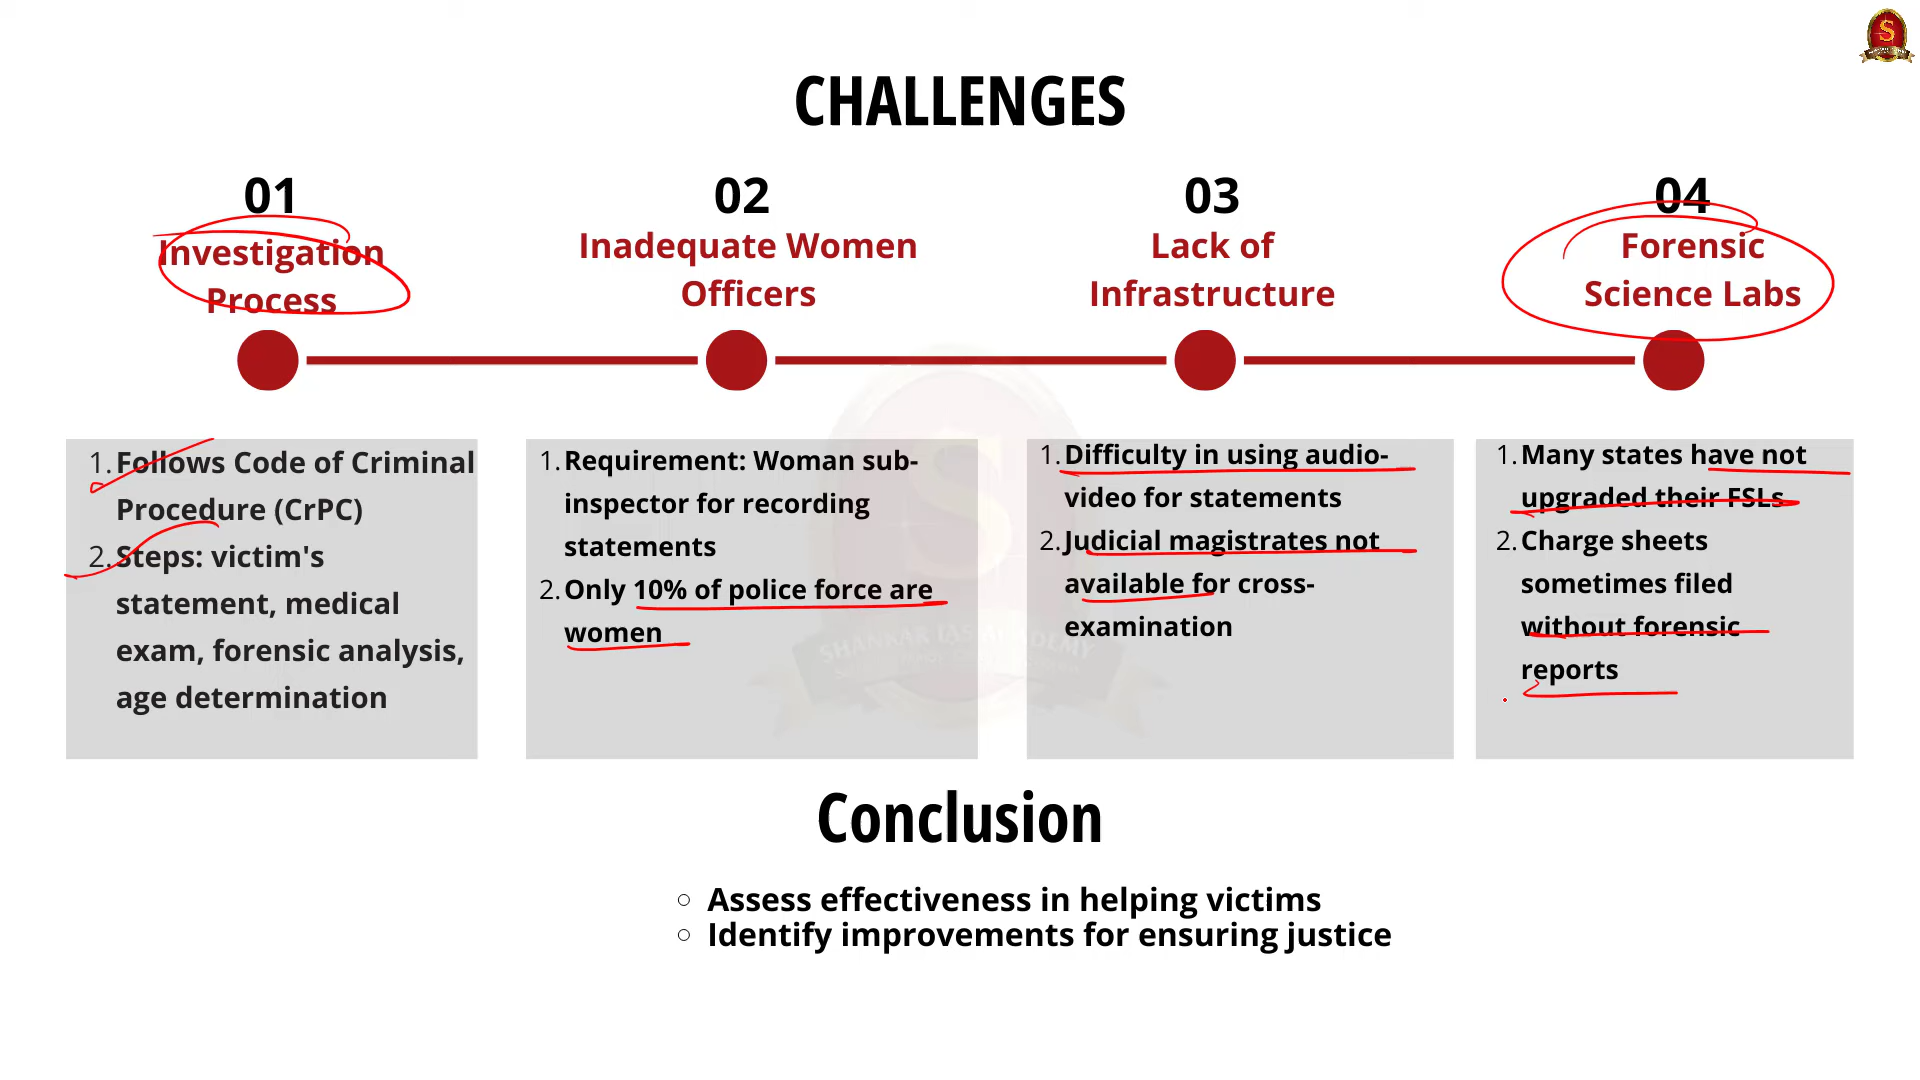 CHALLENGES
01
Investigation
Process
02
Inadequate Women
Officers
03
Lack of
Infrastructure
04
Forensic
Science Labs
1. Follows Code of Criminal
Procedure (CrPC)
2. Steps: victim's
statement, medical
exam, forensic analysis,
age determination
1. Requirement: Woman sub-
inspector for recording
statements
2. Only 10% of police force are
women
1. Difficulty in using audio-
video for statements
2. Judicial magistrates not
available for cross-
examination
1. Many states have not
upgraded their FSLs
2. Charge sheets
sometimes filed
without forensic
reports
SHANKAR IAS ACADEMY
Conclusion
Assess effectiveness in helping victims
Identify improvements for ensuring justice
S